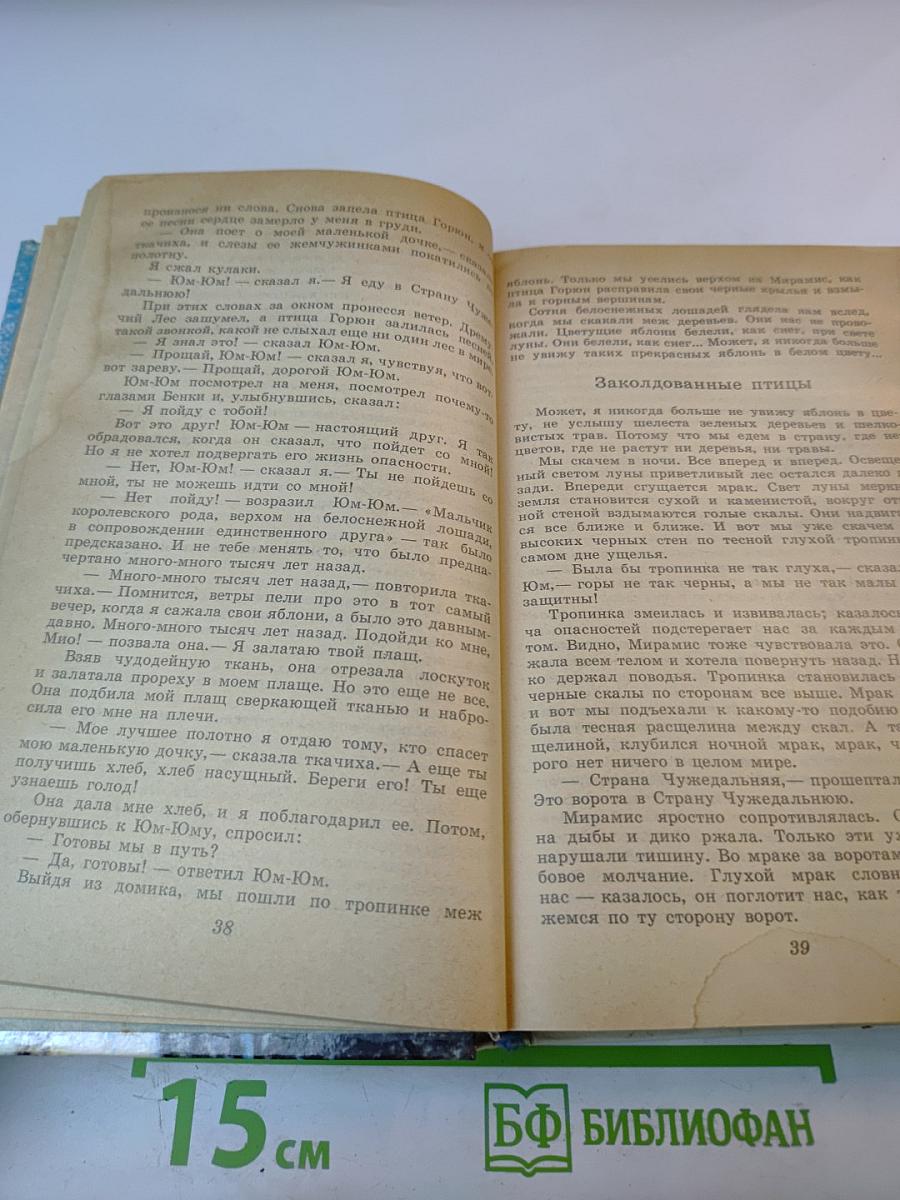 произнося ни слова. Снова запела птица Горюн, и
ее песни сердце замерло у меня в груди.
— Она поет о моей маленькой дочке,— сказала
ткачиха, и слезы ее жемчужинками покатились
полотну.
Я сжал кулаки.
— Юм-Юм! — сказал я.— Я еду в Страну Чуже
дальнюю!
При этих словах за окном пронесся ветер. Дрему
чий Лес зашумел, а птица Горюн залилась песней,
такой звонкой, какой не слыхал еще ни один лес в мире.
— Я знал это! — сказал Юм-Юм.
— Прощай, Юм-Юм! — сказал я, чувствуя, что вот-
вот зареву.— Прощай, дорогой Юм-Юм.
Юм-Юм посмотрел на меня, посмотрел почему-то
глазами Бенки и, улыбнувшись, сказал:
— Я пойду с тобой!
Вот это друг! Юм-Юм — настоящий друг. Я так
обрадовался, когда он сказал, что пойдет со мной!
Но я не хотел подвергать его жизнь опасности.
— Нет, Юм-Юм! — сказал я.— Ты не пойдешь со
мной, ты не можешь идти со мной!
— Нет пойду! — возразил Юм-Юм.— «Мальчик
королевского рода, верхом на белоснежной лошади,
в сопровождении единственного друга» — так было
предсказано. И не тебе менять то, что было предна-
чертано много-много тысяч лет назад.
— Много-много тысяч лет назад,— повторила тка-
чиха.— Помнится, ветры пели про это в тот самый
вечер, когда я сажала свои яблони, а было это давным-
давно. Много-много тысяч лет назад. Подойди ко мне,
Мио! — позвала она.— Я залатаю твой плащ.
Взяв чудодейную ткань, она отрезала лоскуток
и залатала прореху в моем плаще. Но это еще не все.
Она подбила мой плащ сверкающей тканью и набро-
сила его мне на плечи.
— Мое лучшее полотно я отдаю тому, кто спасет
мою маленькую дочку,— сказала ткачиха.— А еще ты
получишь хлеб, хлеб насущный. Береги его! Ты еще
узнаешь голод!
Она дала мне хлеб, и я поблагодарил ее. Потом,
обернувшись к Юм-Юму, спросил:
— Готовы мы в путь?
— Да, готовы! — ответил Юм-Юм.
Выйдя из домика, мы пошли по тропинке меж
38
яблонь. Только мы уселись верхом на Мирамис, как
птица Горюн расправила свои черные крылья и взмы-
ла к горным вершинам.
Сотня белоснежных лошадей глядела нам вслед,
когда мы скакали меж деревьев. Они нас не прово-
жали. Цветущие яблони белели, как снег, при свете
луны. Они белели, как снег... Может, я никогда больше
не увижу таких прекрасных яблонь в белом цвету...
Заколдованные птицы
Может, я никогда больше не увижу яблонь в цве-
ту, не услышу шелеста зеленых деревьев и шелко-
вистых трав. Потому что мы едем в страну, где не
цветов, где не растут ни деревья, ни травы.
Мы скачем в ночи. Все вперед и вперед. Освеще
ный светом луны приветливый лес остался далеко
зади. Впереди сгущается мрак. Свет луны меркн
земля становится сухой и каменистой, вокруг от
ной стеной вздымаются голые скалы. Они надвига
ся все ближе и ближе. И вот мы уже скачем
высоких черных стен по тесной глухой тропинк
самом дне ущелья.
— Была бы тропинка не так глуха,— сказа
Юм,— горы не так черны, а мы не так малы
защитны!
Тропинка змеилась и извивалась; казалос
ча опасностей подстерегает нас за каждым
том. Видно, Мирамис тоже чувствовала это.
жала всем телом и хотела повернуть назад. Н
ко держал поводья. Тропинка становилась
черные скалы по сторонам все выше. Мрак
и вот мы подъехали к какому-то подобию
была тесная расщелина между скал. А та
щелиной, клубился ночной мрак, мрак, ч
рого нет ничего в целом мире.
— Страна Чужедальняя,— прошептал
Это ворота в Страну Чужедальнюю.
Мирамис яростно сопротивлялась. О
на дыбы и дико ржала. Только эти уж
нарушали тишину. Во мраке за воротам
бовое молчание. Глухой мрак словн
нас — казалось, он поглотит нас, как т
жемся по ту сторону ворот.
39
15 см
БФ БИБЛИОФАН